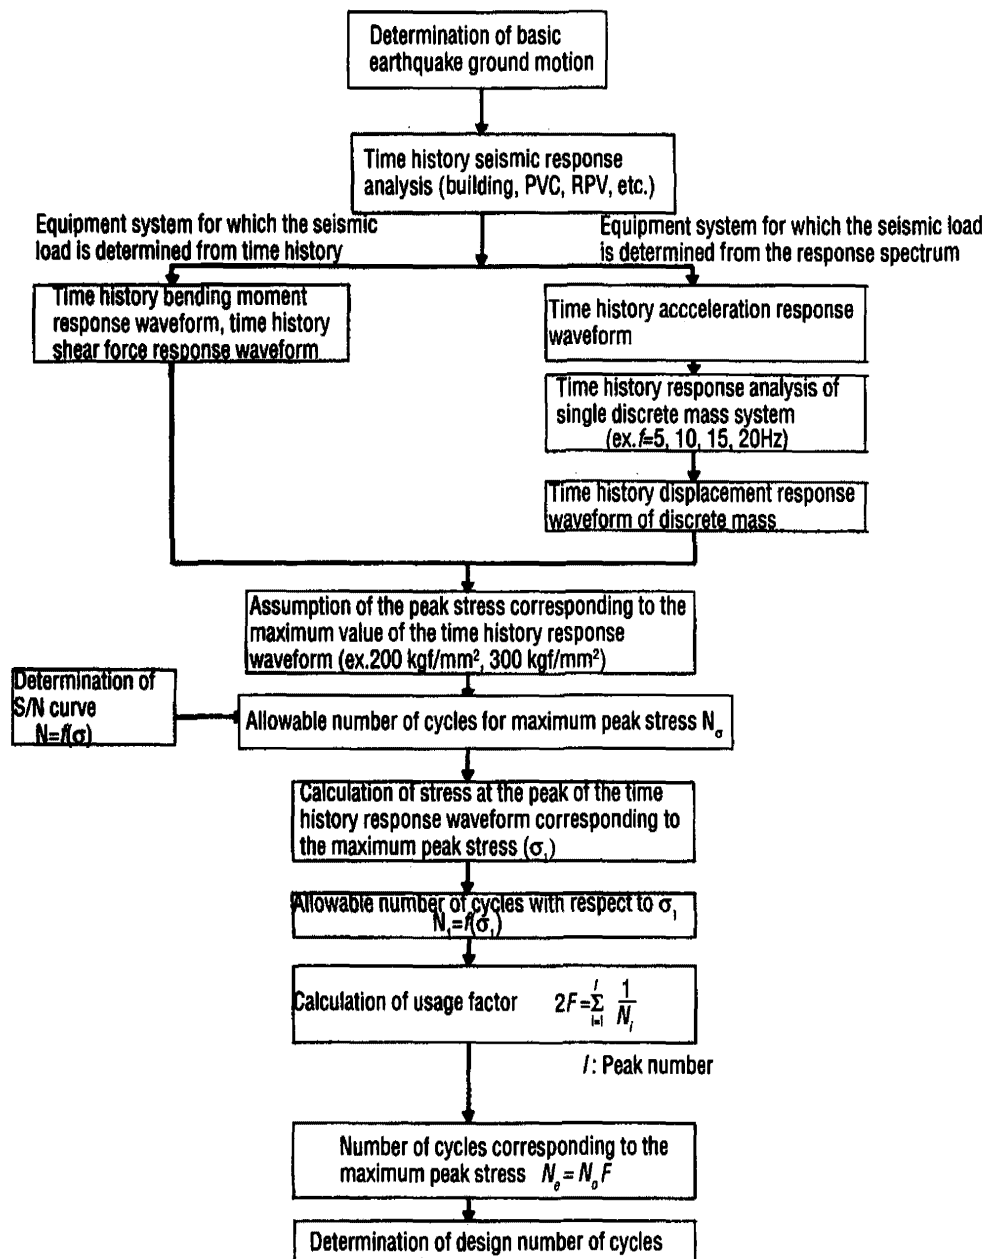 Determination of basic
earthquake ground motion
Time history seismic response
analysis (building, PVC, RPV, etc.)
Equipment system for which the seismic
load is determined from time history
Equipment system for which the seismic load
is determined from the response spectrum
Time history bending moment
response waveform, time history
shear force response waveform
Time history accceleration response
waveform
Time history response analysis of
single discrete mass system
(ex. f=5, 10, 15, 20Hz)
Time history displacement response
waveform of discrete mass
Assumption of the peak stress corresponding to the
maximum value of the time history response
waveform (ex.200 kgf/mm², 300 kgf/mm²)
Determination of
S/N curve
N=f(σ)
Allowable number of cycles for maximum peak stress Nσ
Calculation of stress at the peak of the time
history response waveform corresponding to
the maximum peak stress (σ₁)
Allowable number of cycles with respect to σ₁
N₁=f(σ₁)
Calculation of usage factor 2F=Σ 1/Nᵢ
I
i=1
I: Peak number
Number of cycles corresponding to the
maximum peak stress Nₑ = NₒF
Determination of design number of cycles